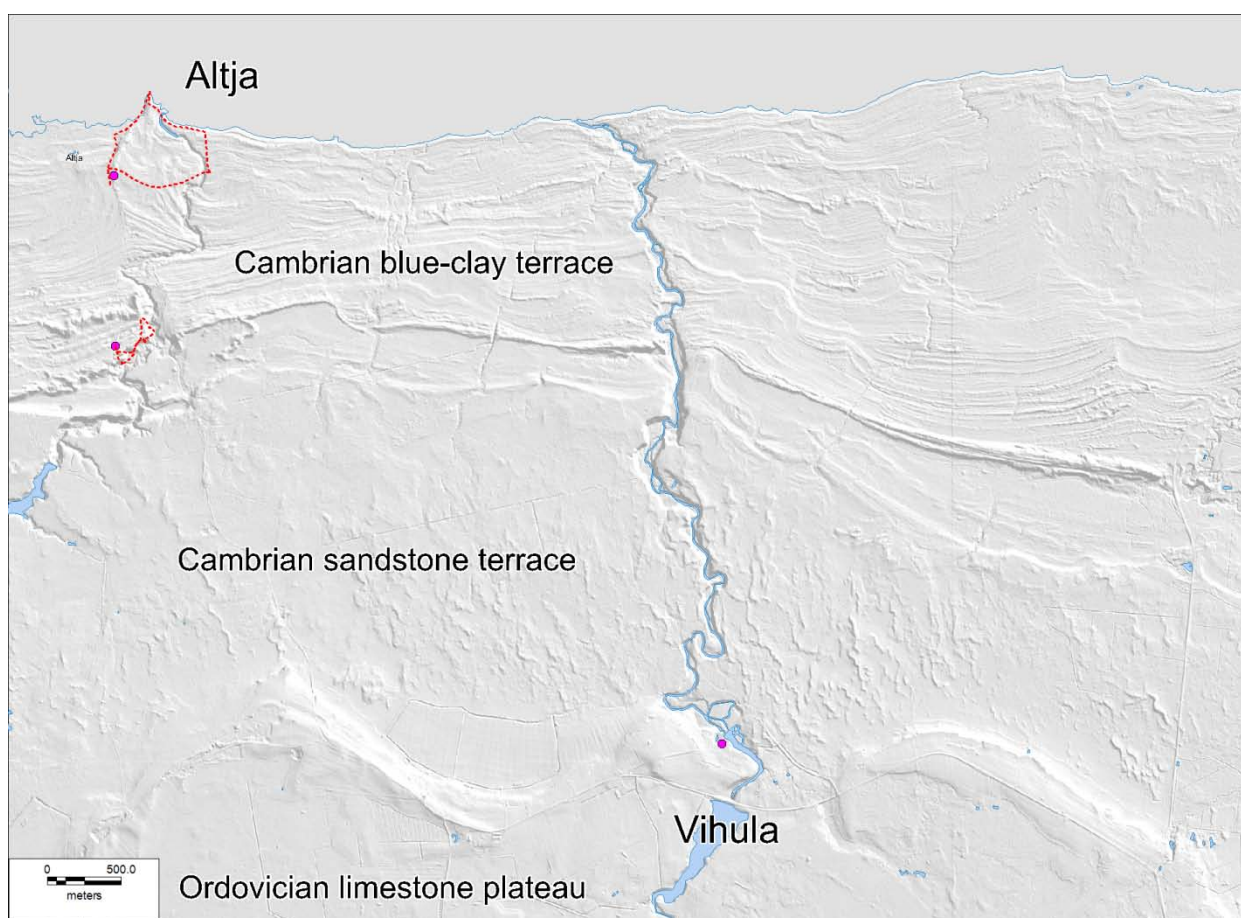 Altja
Altja
Cambrian blue-clay terrace
Cambrian sandstone terrace
Vihula
0 500.0
meters
Ordovician limestone plateau